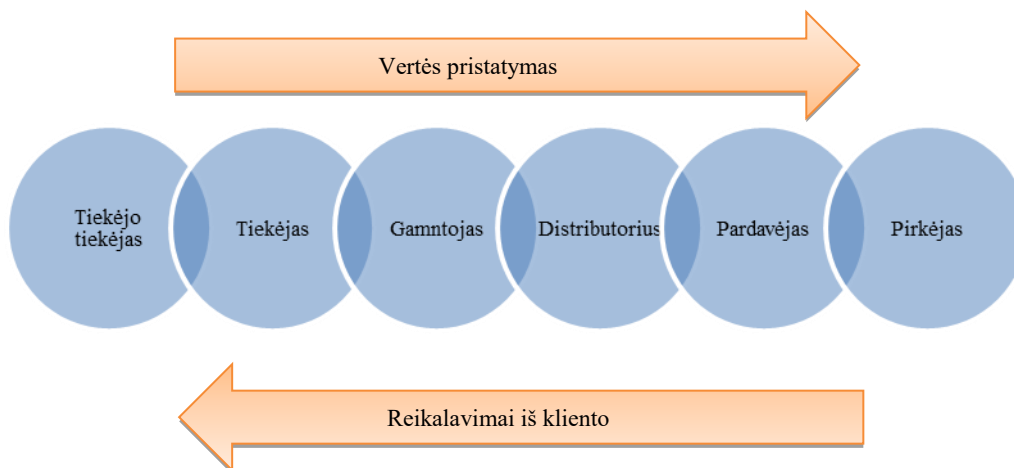 Vertės pristatymas
Tiekėjo
tiekėjas
Tiekėjas
Gamntojas
Distributorius
Pardavėjas
Pirkėjas
Reikalavimai iš kliento